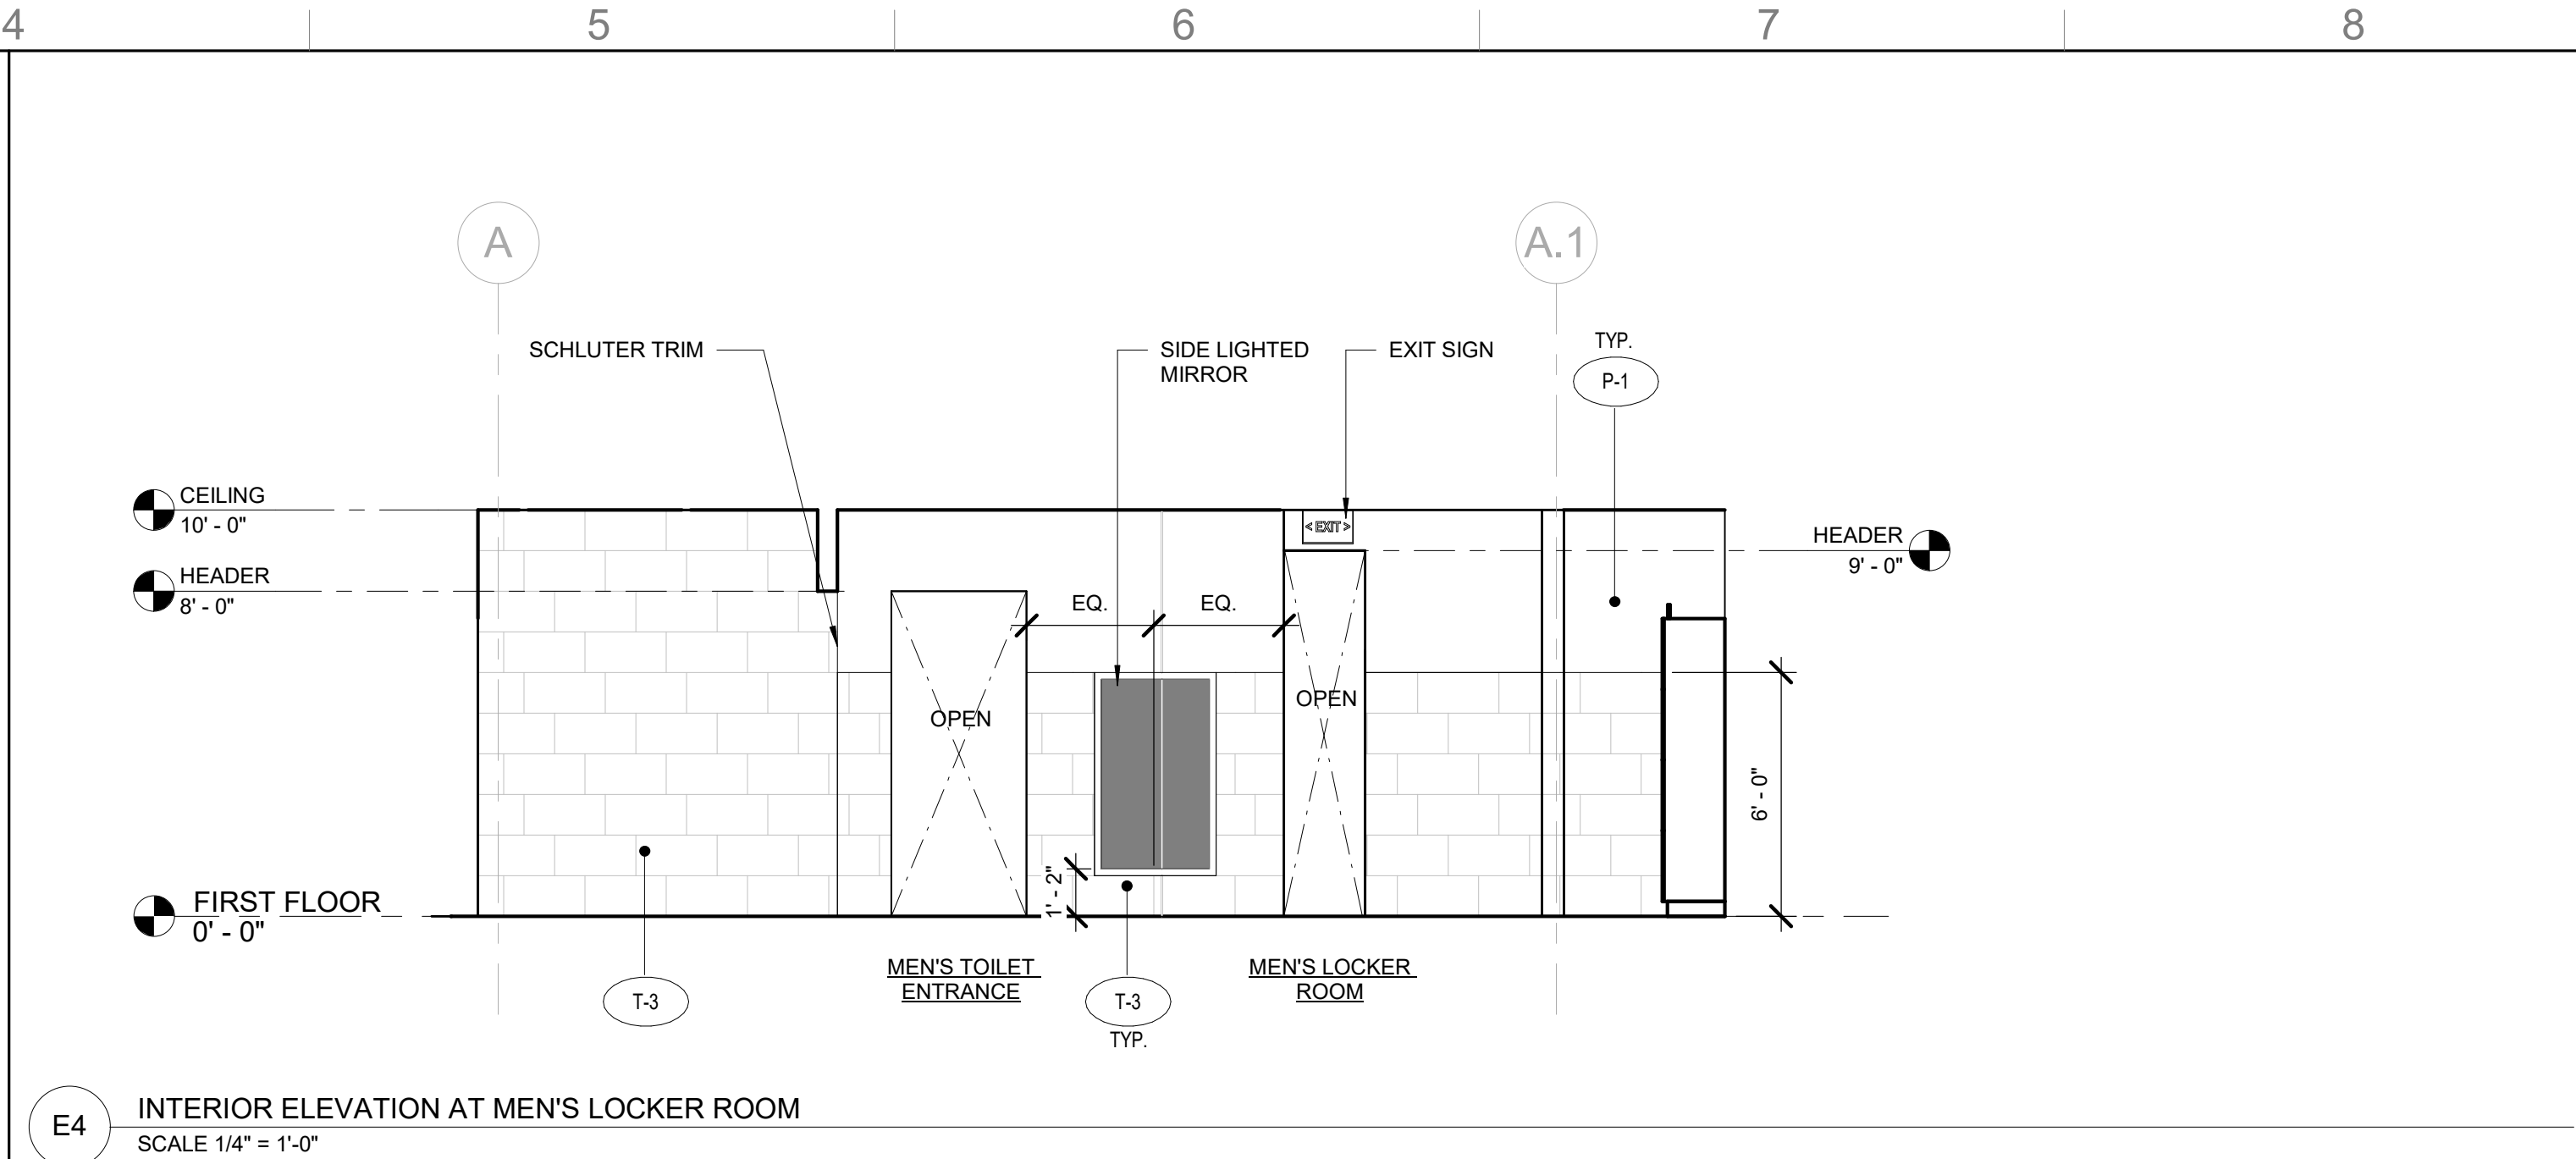 4 5 6 7 8
A A.1
SCHLUTER TRIM
SIDE LIGHTED
MIRROR
EXIT SIGN
TYP.
P-1
CEILING
10' - 0"
< EXIT >
HEADER
9' - 0"
HEADER
8' - 0"
EQ. EQ.
OPEN
OPEN
6' - 0"
1' - 2"
FIRST FLOOR
0' - 0"
MEN'S TOILET
ENTRANCE
MEN'S LOCKER
ROOM
T-3
T-3
TYP.
E4
INTERIOR ELEVATION AT MEN'S LOCKER ROOM
SCALE 1/4" = 1'-0"